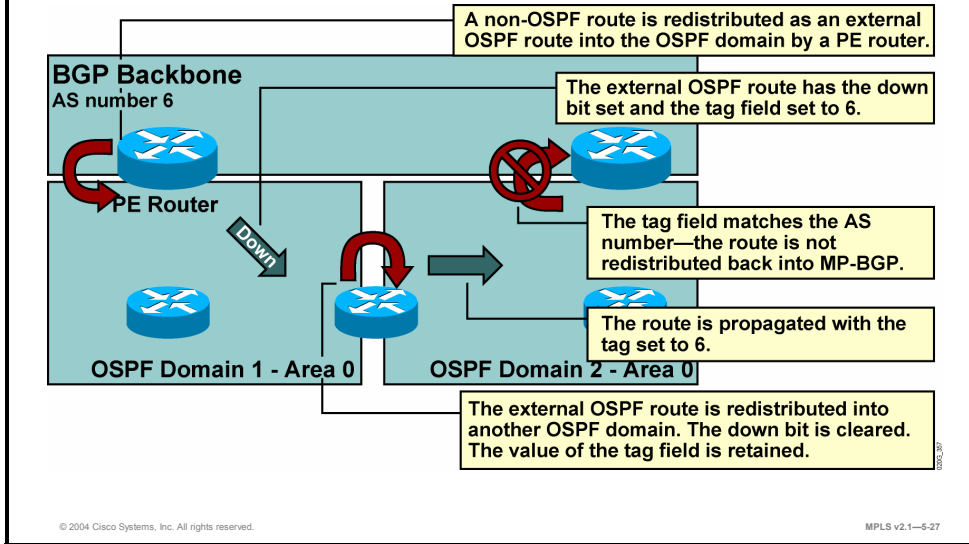 A non-OSPF route is redistributed as an external
OSPF route into the OSPF domain by a PE router.
BGP Backbone
AS number 6
The external OSPF route has the down
bit set and the tag field set to 6.
PE Router
Down
The tag field matches the AS
number—the route is not
redistributed back into MP-BGP.
The route is propagated with the
tag set to 6.
OSPF Domain 1 - Area 0
OSPF Domain 2 - Area 0
The external OSPF route is redistributed into
another OSPF domain. The down bit is cleared.
The value of the tag field is retained.
020G_357
© 2004 Cisco Systems, Inc. All rights reserved.
MPLS v2.1—5-27